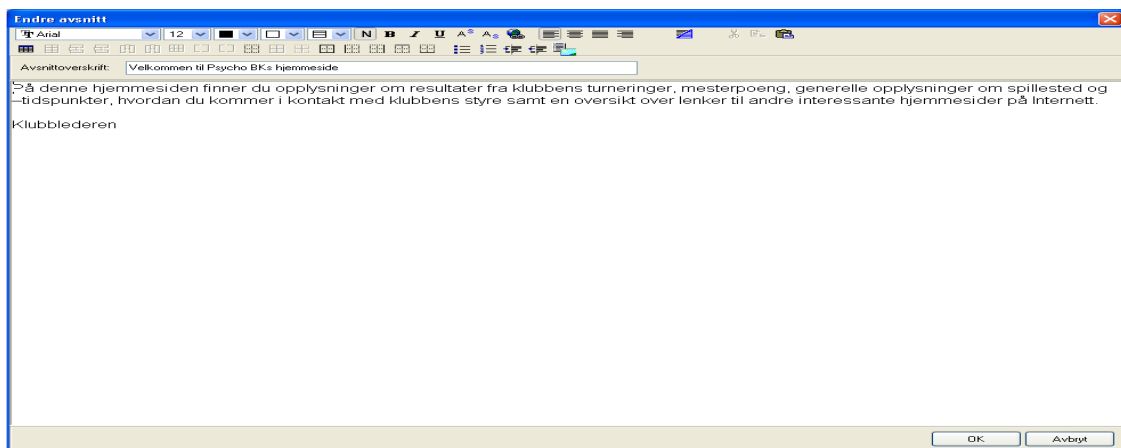 Endre avsnitt
Arial 12 N B I U A^s A_s
Avsnittoverskrift: Velkommen til Psycho BKs hjemmeside
På denne hjemmesiden finner du opplysninger om resultater fra klubbens turneringer, mesterpoeng, generelle opplysninger om spillested og
–tidspunkter, hvordan du kommer i kontakt med klubbens styre samt en oversikt over lenker til andre interessante hjemmesider på Internett.
Klubblederen
OK Avbryt